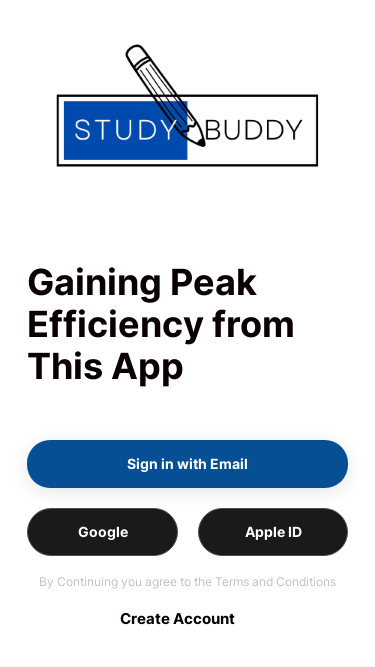 STUDY BUDDY
Gaining Peak
Efficiency from
This App
Sign in with Email
Google Apple ID
By Continuing you agree to the Terms and Conditions
Create Account